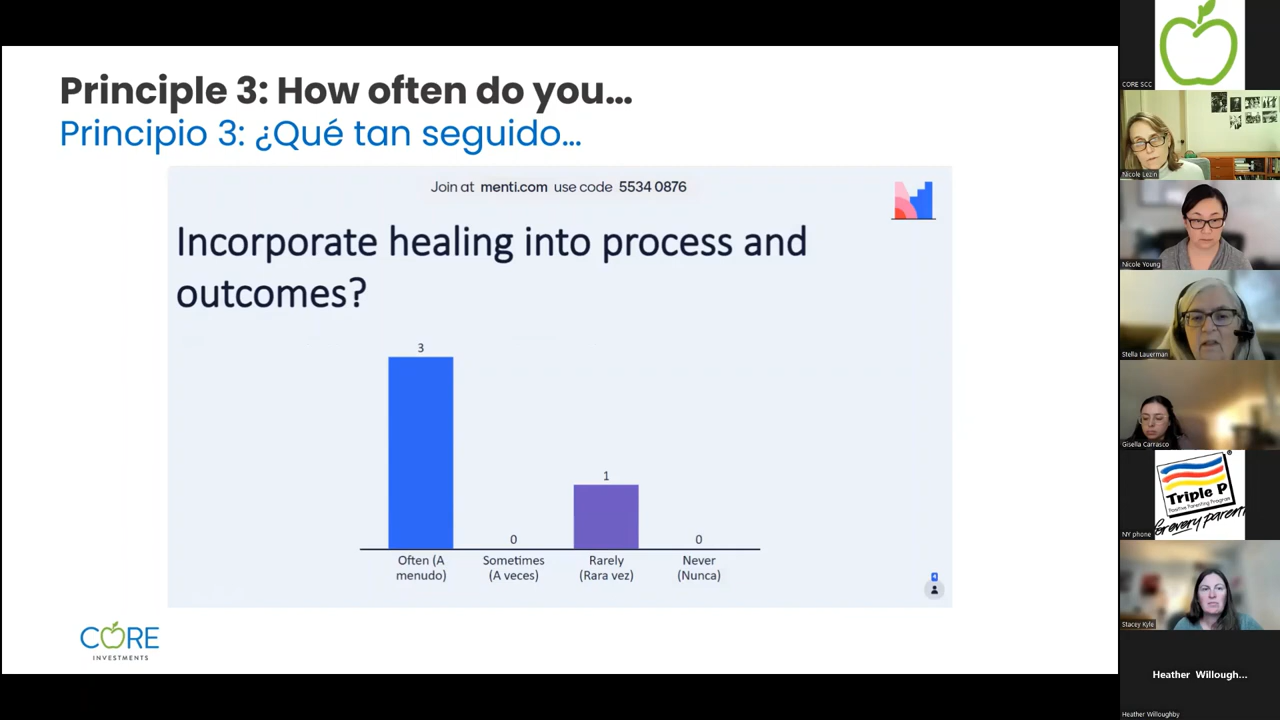 Principle 3: How often do you...
Principio 3: ¿Qué tan seguido...
Join at menti.com use code 5534 0876
Incorporate healing into process and
outcomes?
3
0
1
0
Often (A
menudo)
Sometimes
(A veces)
Rarely
(Rara vez)
Never
(Nunca)
4
CORE
INVESTMENTS
CORE SCC
Nicole Lezin
Nicole Young
Stella Lauerman
Gisella Carrasco
Triple P
Positive Parenting Program
for every parent
NY phone
Stacey Kyle
Heather Willough...
Heather Willoughby